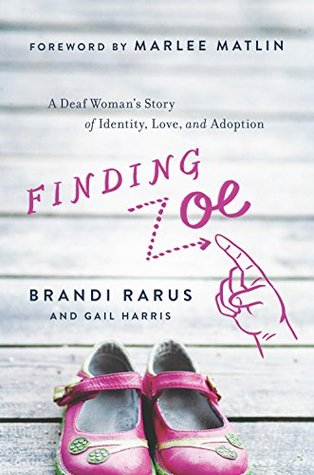 FOREWORD BY MARLEE MATLIN
A Deaf Woman's Story
of Identity, Love, and Adoption
FINDING
Zoe
BRANDI RARUS
AND GAIL HARRIS